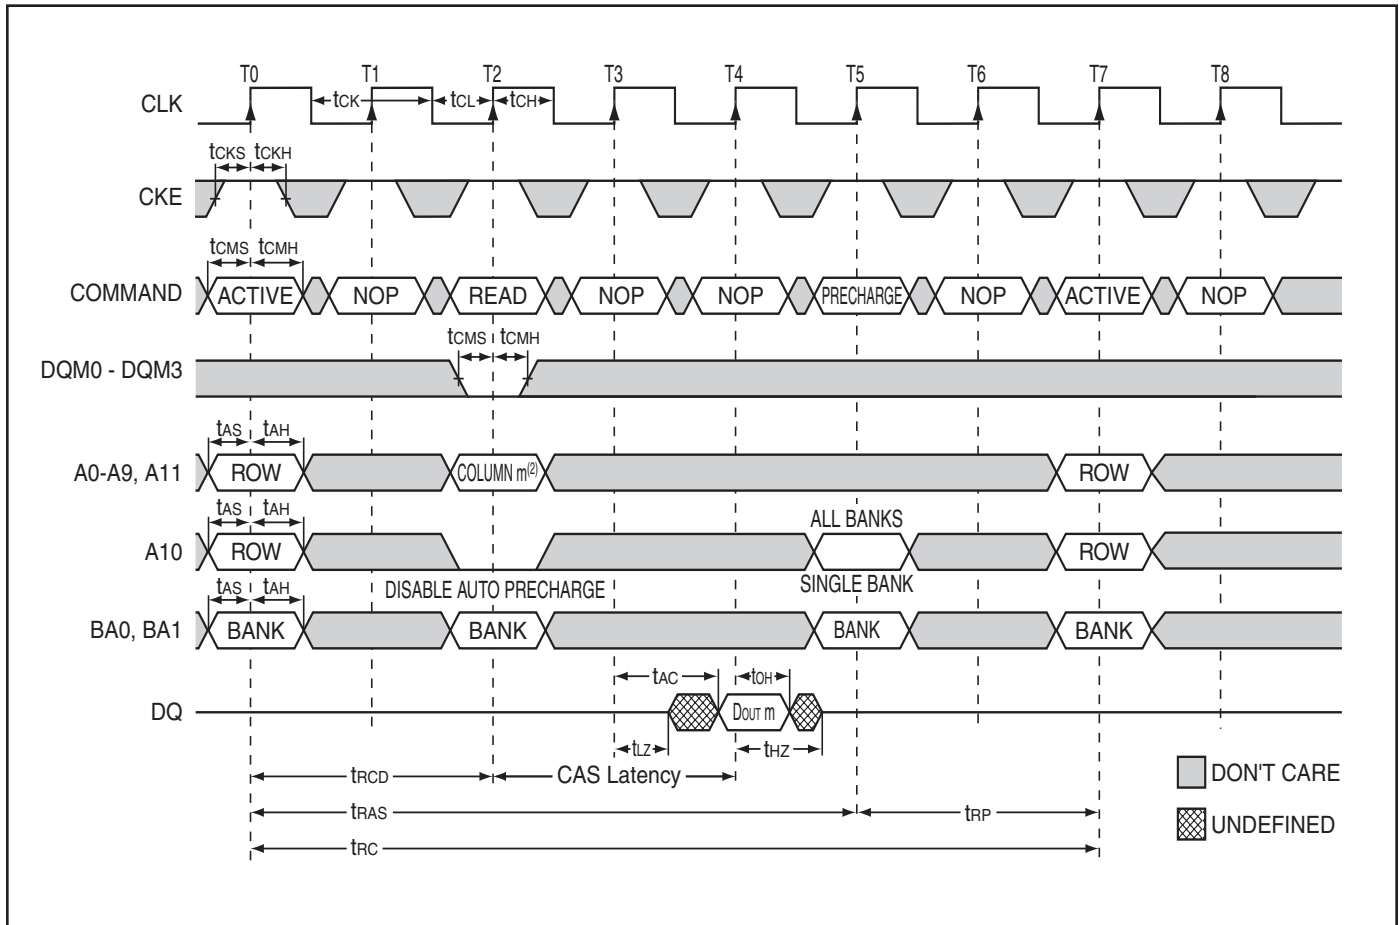 T0 T1 T2 T3 T4 T5 T6 T7 T8
CLK tCK tCL tCH
tCKS tCKH
CKE
tCMS tCMH
COMMAND ACTIVE NOP READ NOP NOP PRECHARGE NOP ACTIVE NOP
tCMS tCMH
DQM0 - DQM3
tAS tAH
A0-A9, A11 ROW COLUMN m(2) ROW
tAS tAH ALL BANKS
A10 ROW ROW
DISABLE AUTO PRECHARGE SINGLE BANK
tAS tAH
BA0, BA1 BANK BANK BANK BANK
tAC tOH
DQ DOUT m
tLZ tHZ
tRCD CAS Latency DON'T CARE
tRAS tRP UNDEFINED
tRC